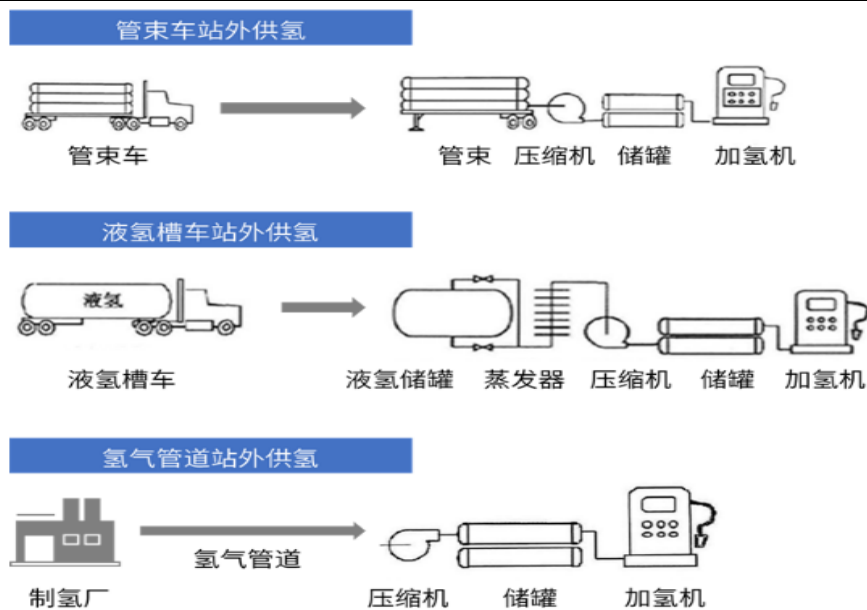 管束车站外供氢
管束车 管束 压缩机 储罐 加氢机
液氢槽车站外供氢
液氢
液氢槽车 液氢储罐 蒸发器 压缩机 储罐 加氢机
氢气管道站外供氢
氢气管道
制氢厂 压缩机 储罐 加氢机